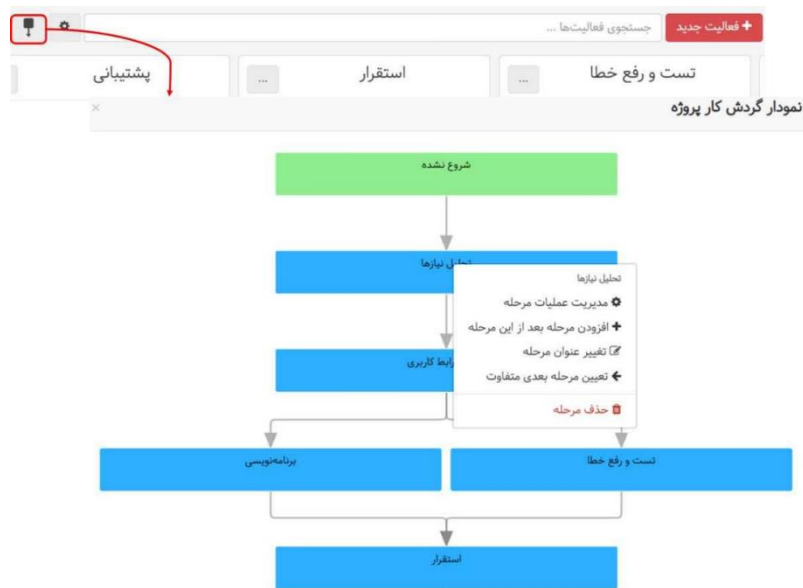 + فعالیت جدید
جستجوی فعالیت‌ها ...
تست و رفع خطا
...
استقرار
...
پشتیبانی
نمودار گردش کار پروژه
×
شروع نشده
تحلیل نیازها
تحلیل نیازها
مدیریت عملیات مرحله
+ افزودن مرحله بعد از این مرحله
تغییر عنوان مرحله
تعیین مرحله بعدی متفاوت
حذف مرحله
رابط کاربری
تست و رفع خطا
برنامه‌نویسی
استقرار